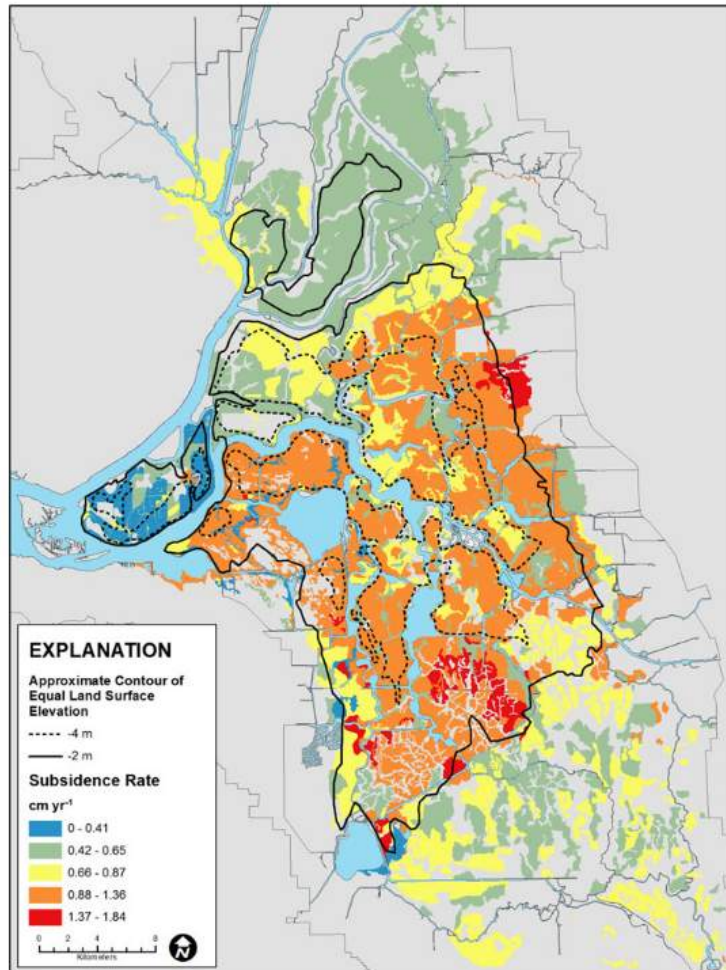 EXPLANATION
Approximate Contour of
Equal Land Surface
Elevation
-4 m
-2 m
Subsidence Rate
cm yr⁻¹
0 - 0.41
0.42 - 0.65
0.66 - 0.87
0.88 - 1.36
1.37 - 1.84
0 2 4 8
Kilometers
N